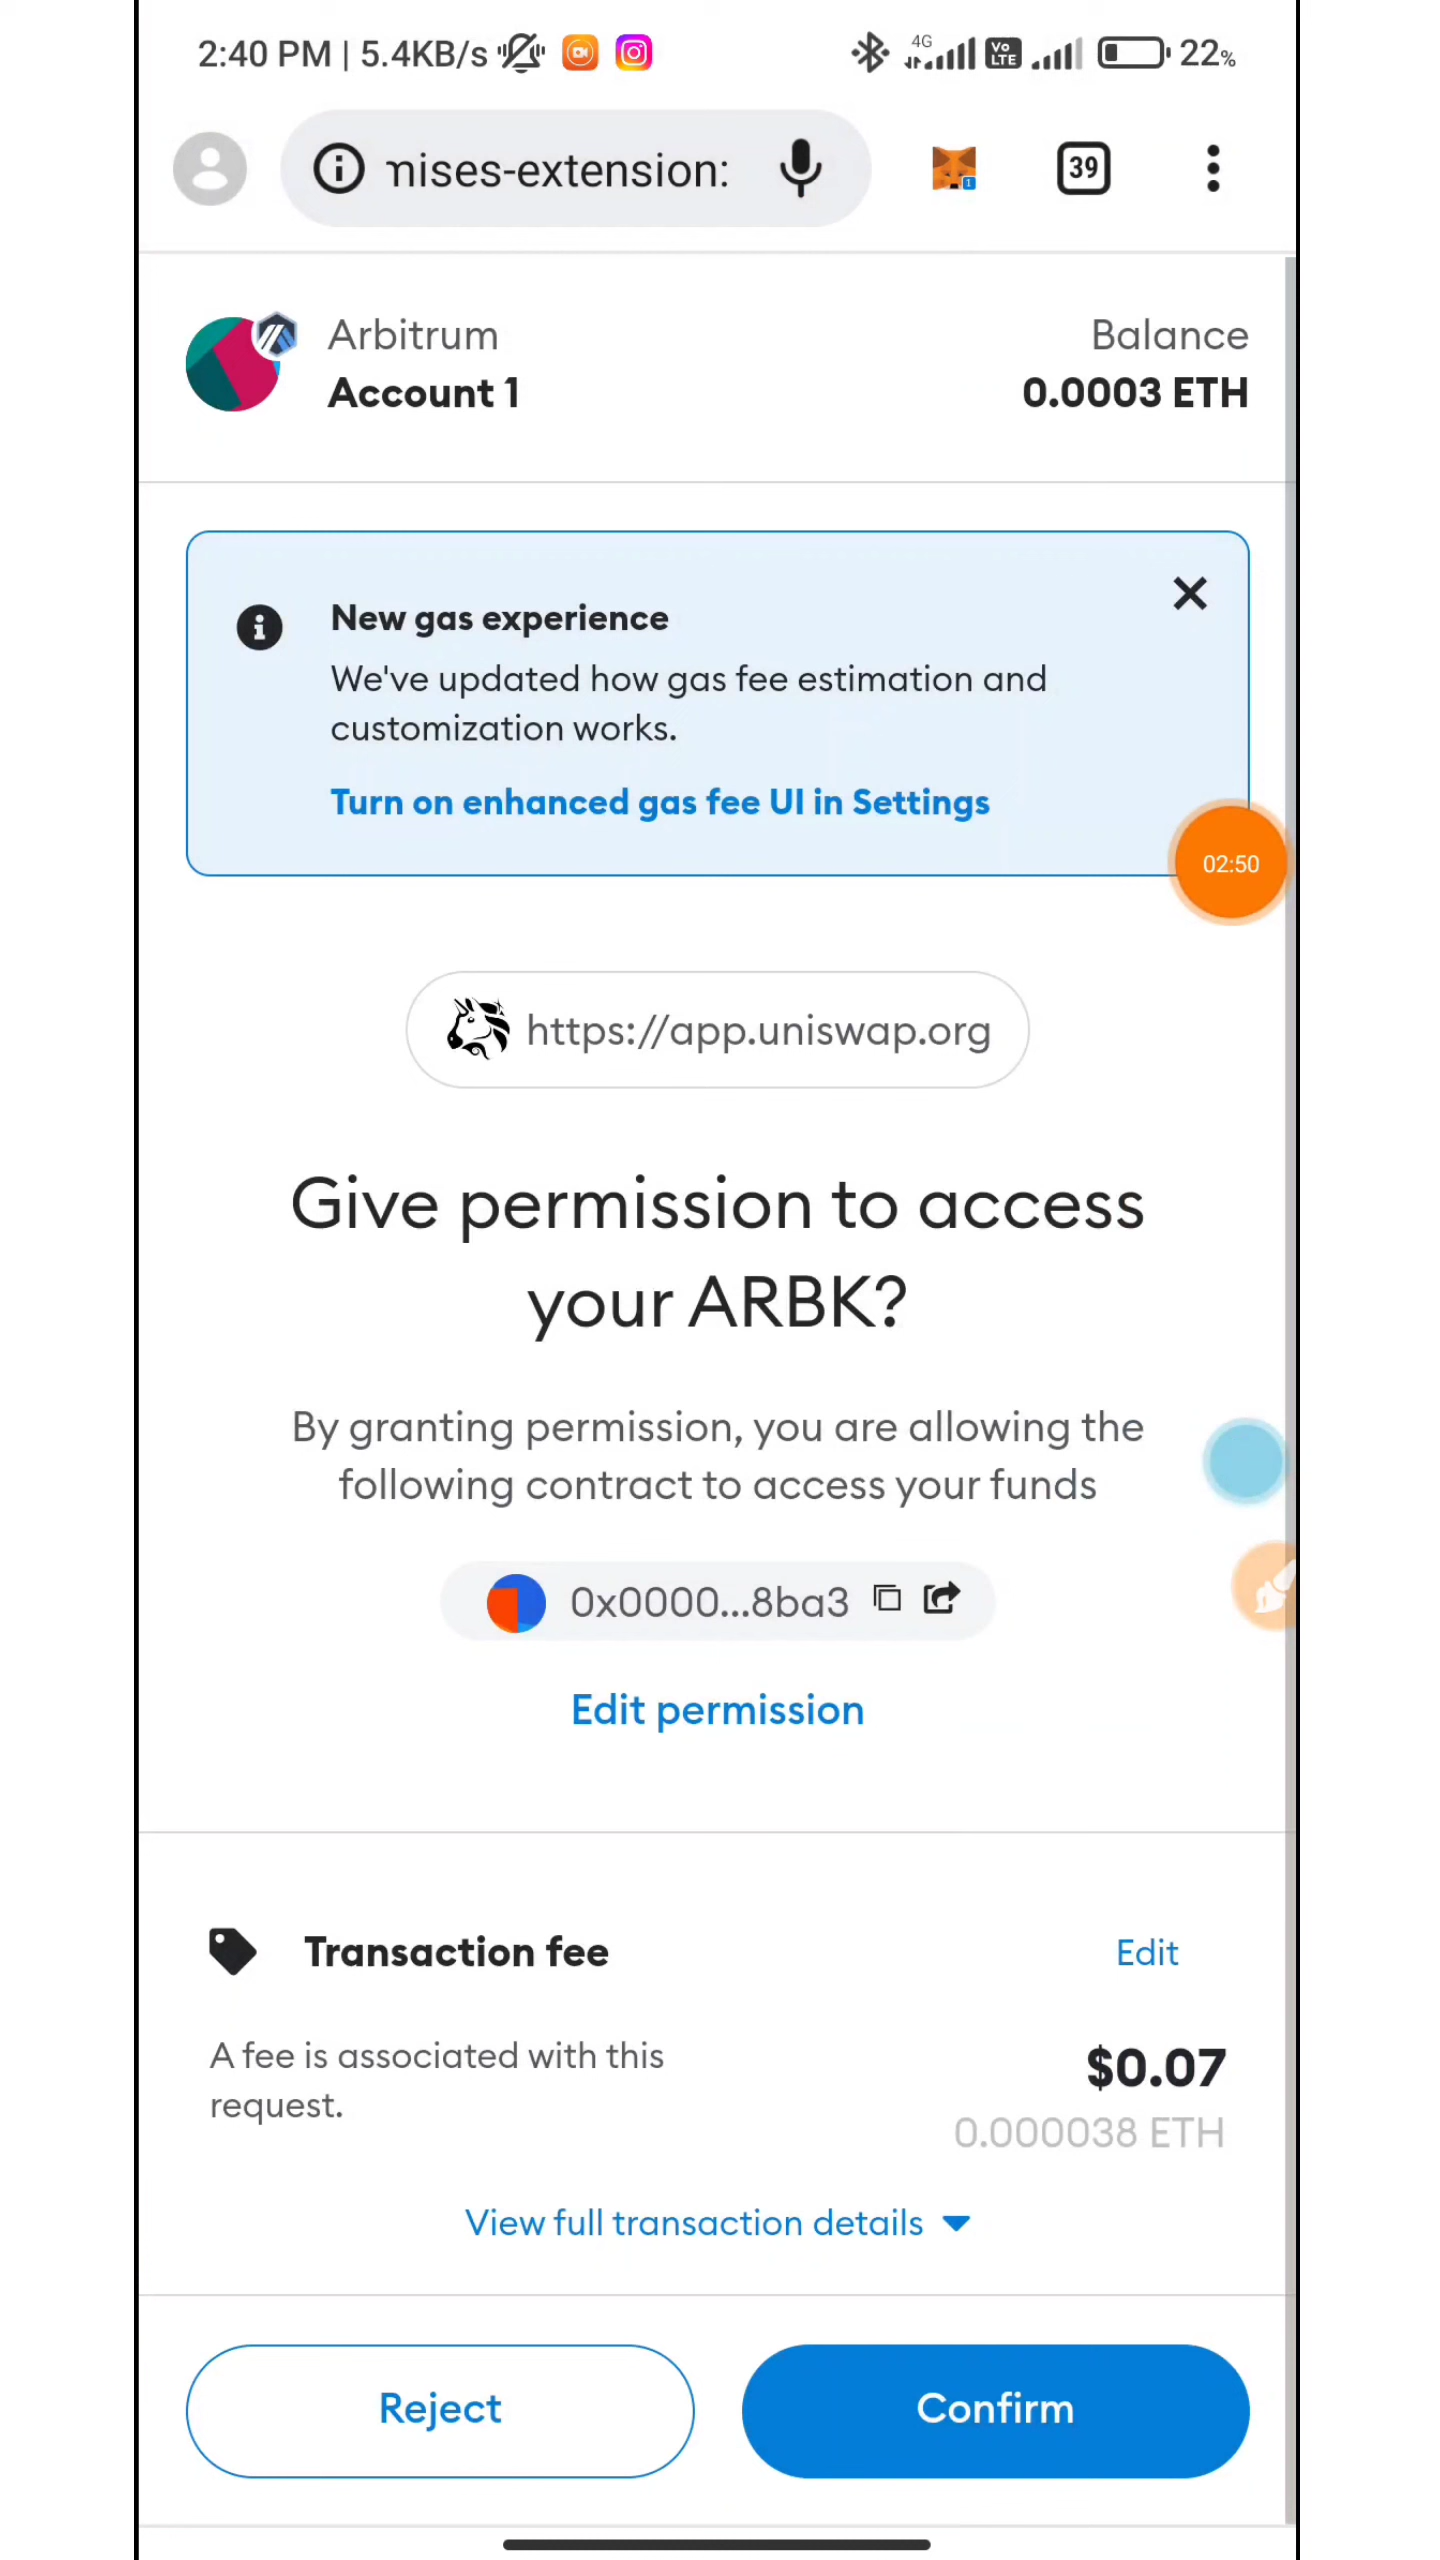 2:40 PM | 5.4KB/s
4G
Vo
LTE
22%
mises-extension:
1
39
Arbitrum
Balance
Account 1
0.0003 ETH
New gas experience
We've updated how gas fee estimation and
customization works.
Turn on enhanced gas fee UI in Settings
02:50
https://app.uniswap.org
Give permission to access
your ARBK?
By granting permission, you are allowing the
following contract to access your funds
0x0000...8ba3
Edit permission
Transaction fee
Edit
A fee is associated with this
request.
$0.07
0.000038 ETH
View full transaction details
Reject
Confirm